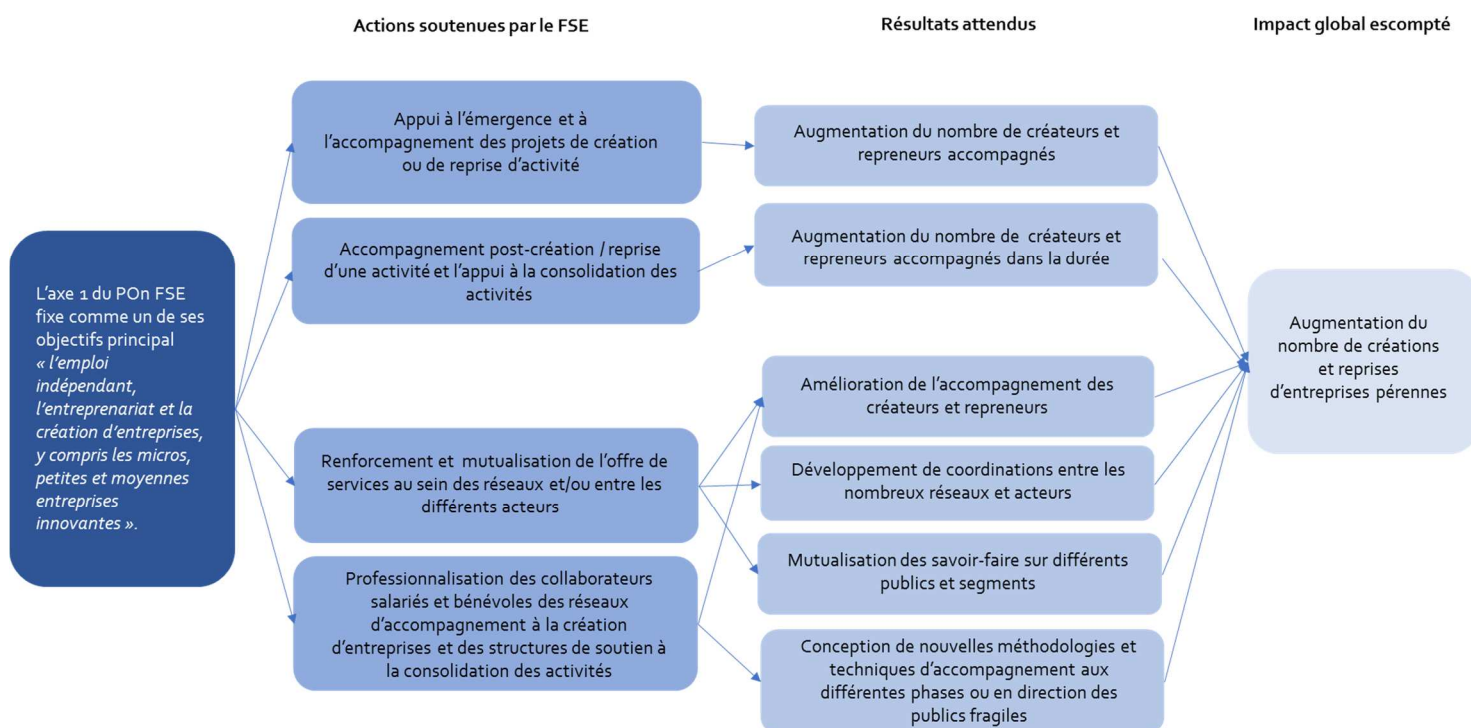 Actions soutenues par le FSE
Résultats attendus
Impact global escompté
L'axe 1 du POn FSE
fixe comme un de ses
objectifs principal
« l'emploi
indépendant,
l'entreprenariat et la
création d'entreprises,
y compris les micros,
petites et moyennes
entreprises
innovantes ».
Appui à l'émergence et à
l'accompagnement des projets de création
ou de reprise d'activité
Accompagnement post-création / reprise
d'une activité et l'appui à la consolidation des
activités
Renforcement et mutualisation de l'offre de
services au sein des réseaux et/ou entre les
différents acteurs
Professionnalisation des collaborateurs
salariés et bénévoles des réseaux
d'accompagnement à la création
d'entreprises et des structures de soutien à
la consolidation des activités
Augmentation du nombre de créateurs et
repreneurs accompagnés
Augmentation du nombre de créateurs et
repreneurs accompagnés dans la durée
Amélioration de l'accompagnement des
créateurs et repreneurs
Développement de coordinations entre les
nombreux réseaux et acteurs
Mutualisation des savoir-faire sur différents
publics et segments
Conception de nouvelles méthodologies et
techniques d'accompagnement aux
différentes phases ou en direction des
publics fragiles
Augmentation du
nombre de créations
et reprises
d'entreprises pérennes